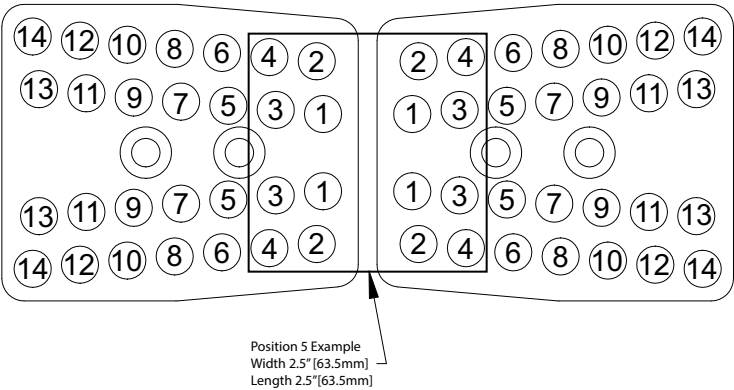 14 12 10 8 6 4 2 2 4 6 8 10 12 14
13 11 9 7 5 3 1 1 3 5 7 9 11 13
13 11 9 7 5 3 1 1 3 5 7 9 11 13
14 12 10 8 6 4 2 2 4 6 8 10 12 14
Position 5 Example
Width 2.5" [63.5mm]
Length 2.5"[63.5mm]